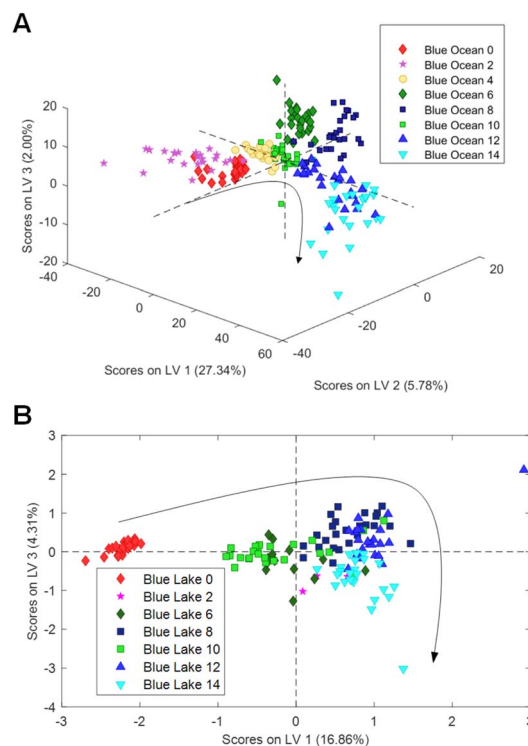 A
Blue Ocean 0
Blue Ocean 2
Blue Ocean 4
Blue Ocean 6
Blue Ocean 8
Blue Ocean 10
Blue Ocean 12
Blue Ocean 14
Scores on LV 3 (2.00%)
20
10
0
-10
-20
-40
-20
0
20
40
60
Scores on LV 1 (27.34%)
-40
-20
0
20
Scores on LV 2 (5.78%)
B
Scores on LV 3 (4.31%)
3
2
1
0
-1
-2
-3
-4
Blue Lake 0
Blue Lake 2
Blue Lake 6
Blue Lake 8
Blue Lake 10
Blue Lake 12
Blue Lake 14
-3
-2
-1
0
1
2
3
Scores on LV 1 (16.86%)